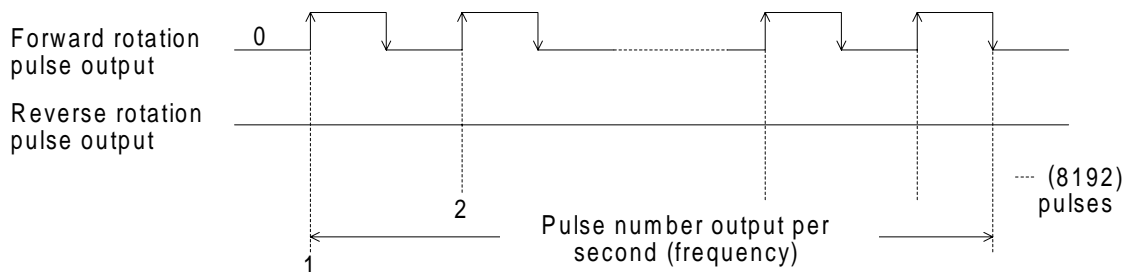 Forward rotation
pulse output
0
Reverse rotation
pulse output
1
2
Pulse number output per
second (frequency)
(8192)
pulses